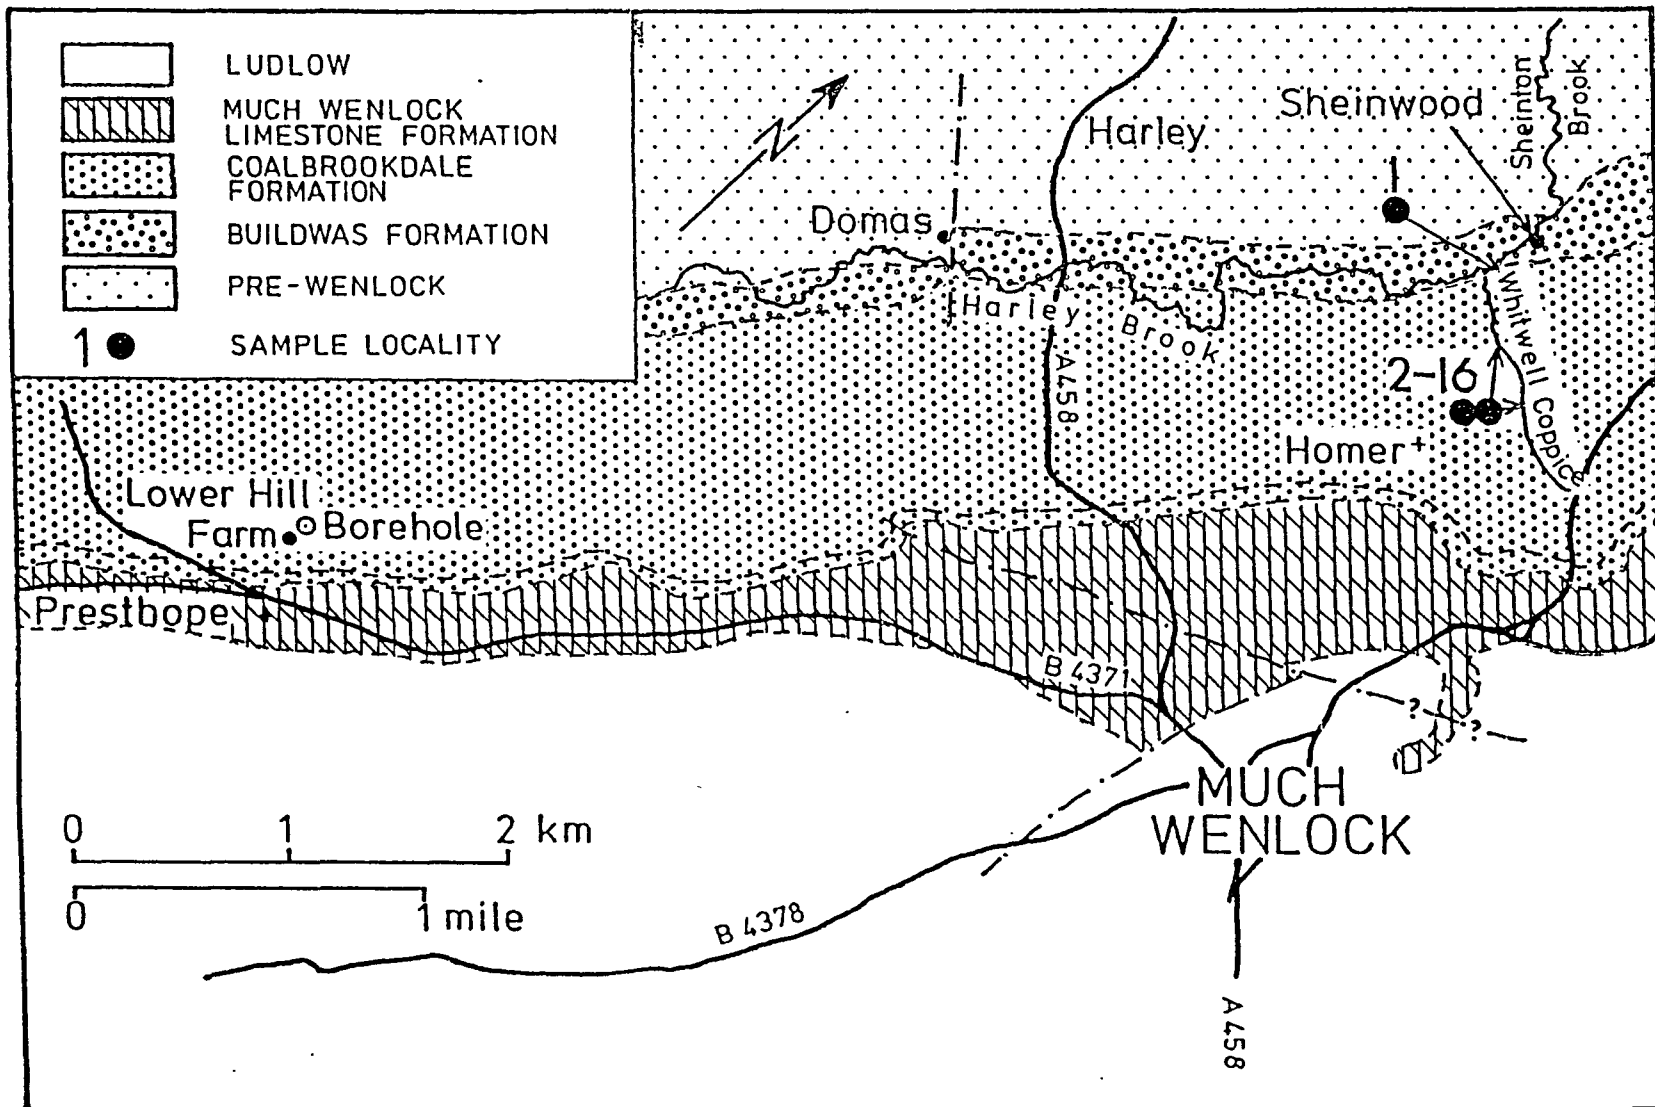 LUDLOW
MUCH WENLOCK
LIMESTONE FORMATION
COALBROOKDALE
FORMATION
BUILDWAS FORMATION
PRE-WENLOCK
1
SAMPLE LOCALITY
N
Harley
Sheinwood
Sheinton
Brook
1
Domas
Harley
Brook
A458
Whitwell Coppice
2-16
Homer+
Lower Hill
Farm
Borehole
Presthope
B 4371
?
?
MUCH
WENLOCK
0 1 2 km
0 1 mile
B 4378
A 458